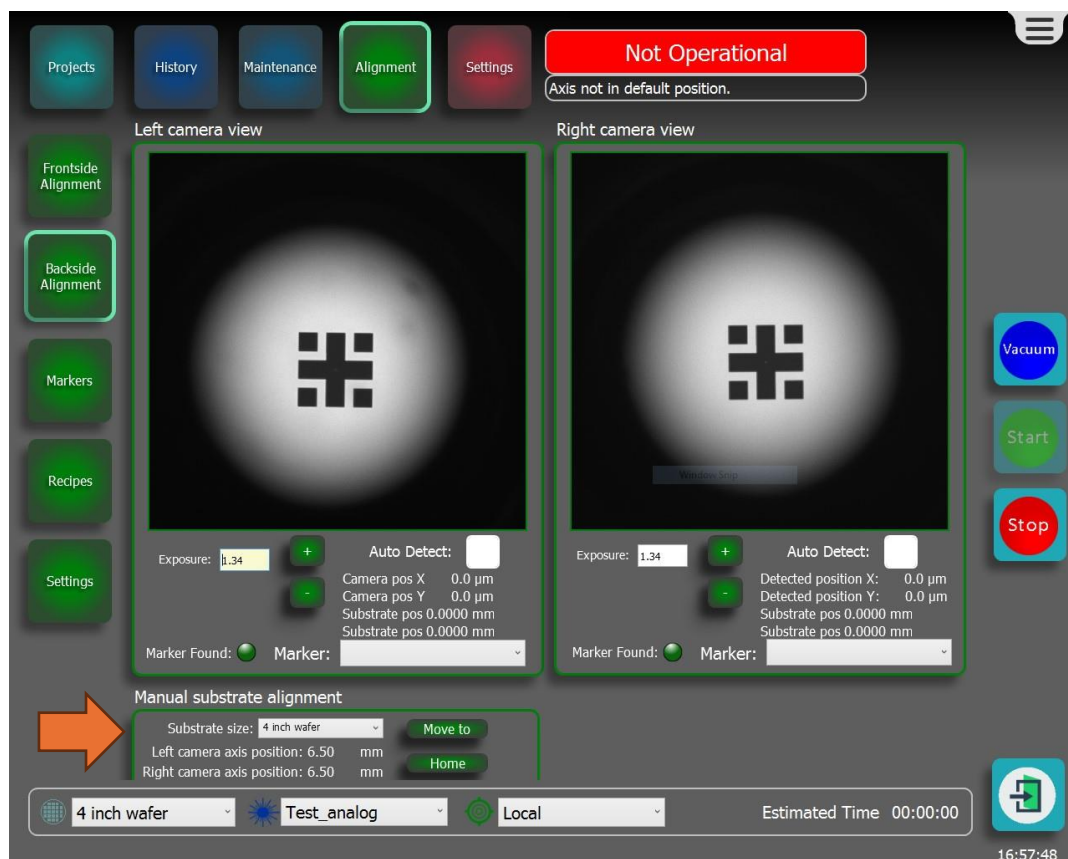 Projects
History
Maintenance
Alignment
Settings
Not Operational
Axis not in default position.
Left camera view
Right camera view
Frontside
Alignment
Backside
Alignment
Markers
Recipes
Settings
Window Snip
Exposure: 1.34
+
-
Auto Detect:
Camera pos X 0.0 µm
Camera pos Y 0.0 µm
Substrate pos 0.0000 mm
Substrate pos 0.0000 mm
Marker Found:
Marker:
Exposure: 1.34
+
-
Auto Detect:
Detected position X: 0.0 µm
Detected position Y: 0.0 µm
Substrate pos 0.0000 mm
Substrate pos 0.0000 mm
Marker Found:
Marker:
Vacuum
Start
Stop
Manual substrate alignment
Substrate size: 4 inch wafer
Move to
Left camera axis position: 6.50 mm
Right camera axis position: 6.50 mm
Home
4 inch wafer
Test_analog
Local
Estimated Time 00:00:00
16:57:48